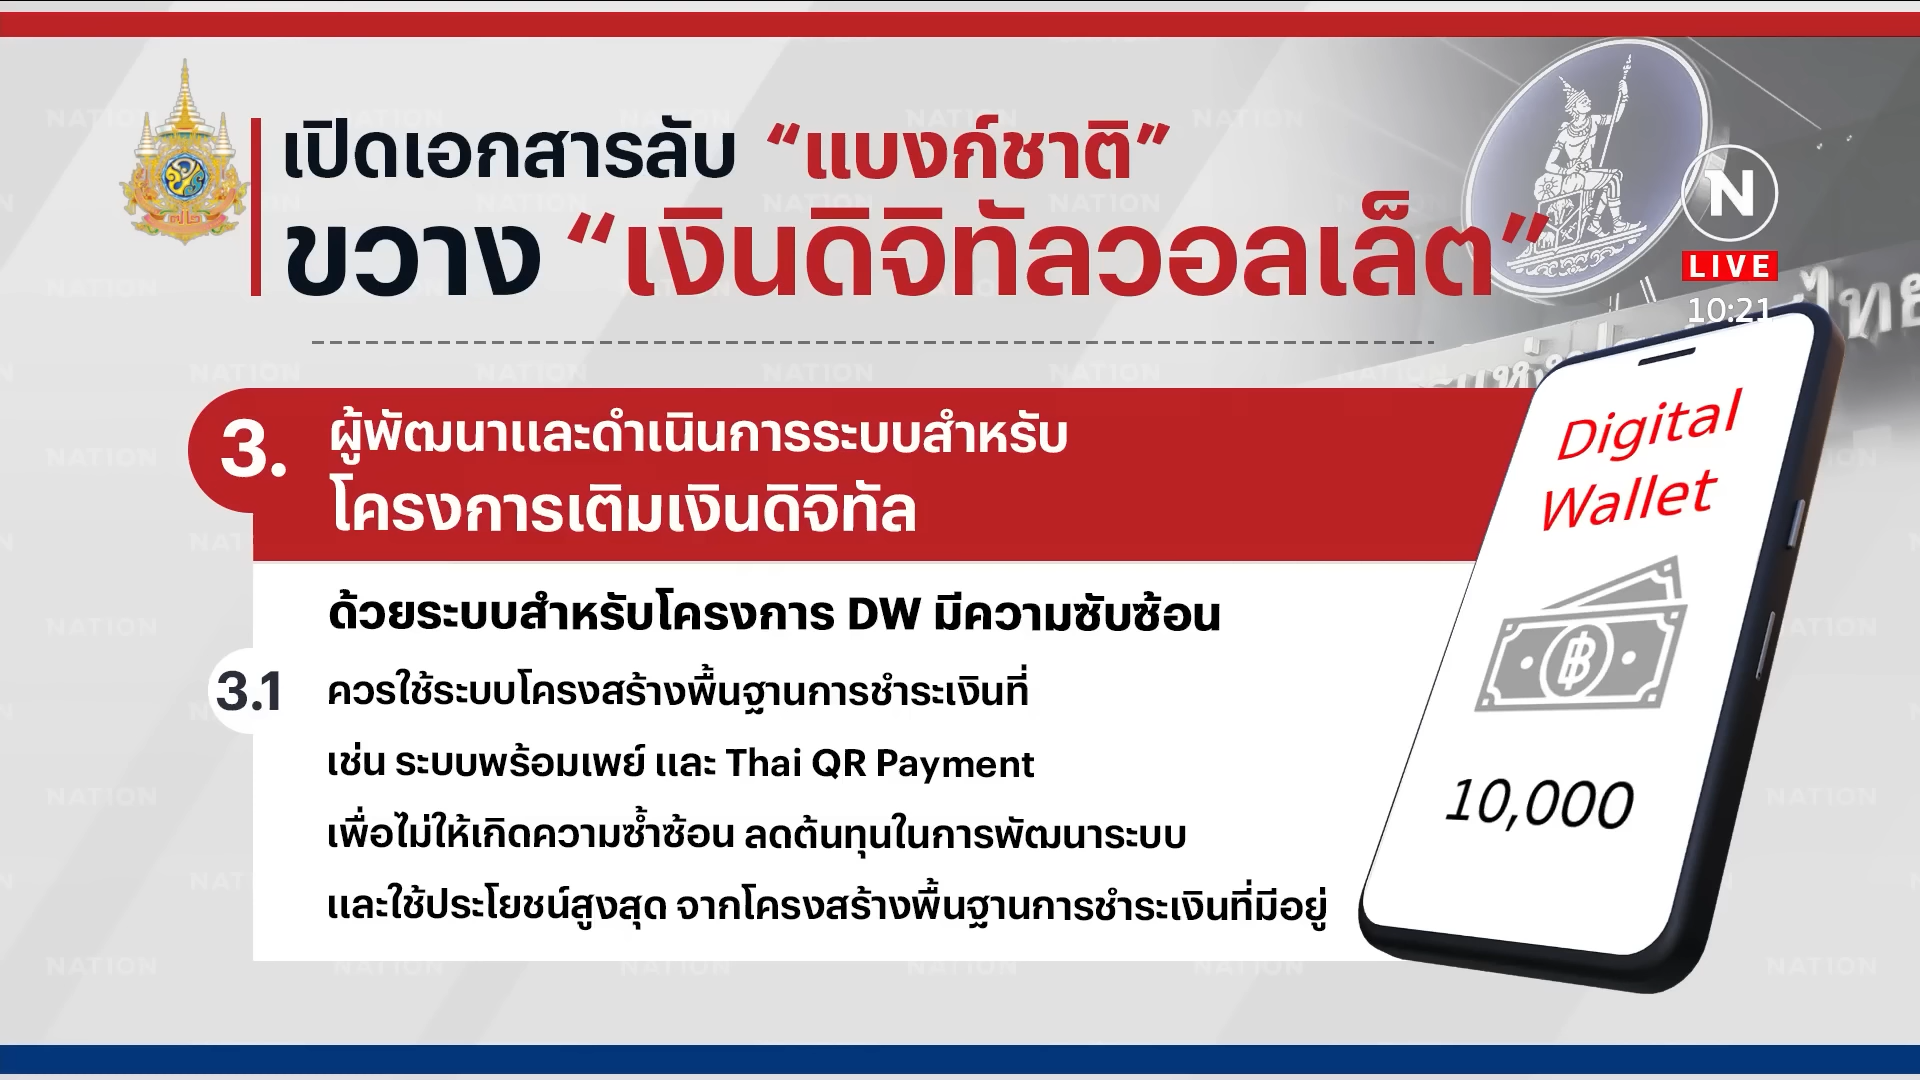 เปิดเอกสารลับ “แบงก์ชาติ”
ขวาง “เงินดิจิทัลวอลเล็ต”
N
LIVE
10:21
3. ผู้พัฒนาและดำเนินการระบบสำหรับ
โครงการเติมเงินดิจิทัล
ด้วยระบบสำหรับโครงการ DW มีความซับซ้อน
3.1 ควรใช้ระบบโครงสร้างพื้นฐานการชำระเงินที่
เช่น ระบบพร้อมเพย์ และ Thai QR Payment
เพื่อไม่ให้เกิดความซ้ำซ้อน ลดต้นทุนในการพัฒนาระบบ
และใช้ประโยชน์สูงสุด จากโครงสร้างพื้นฐานการชำระเงินที่มีอยู่
Digital
Wallet
10,000
NATION